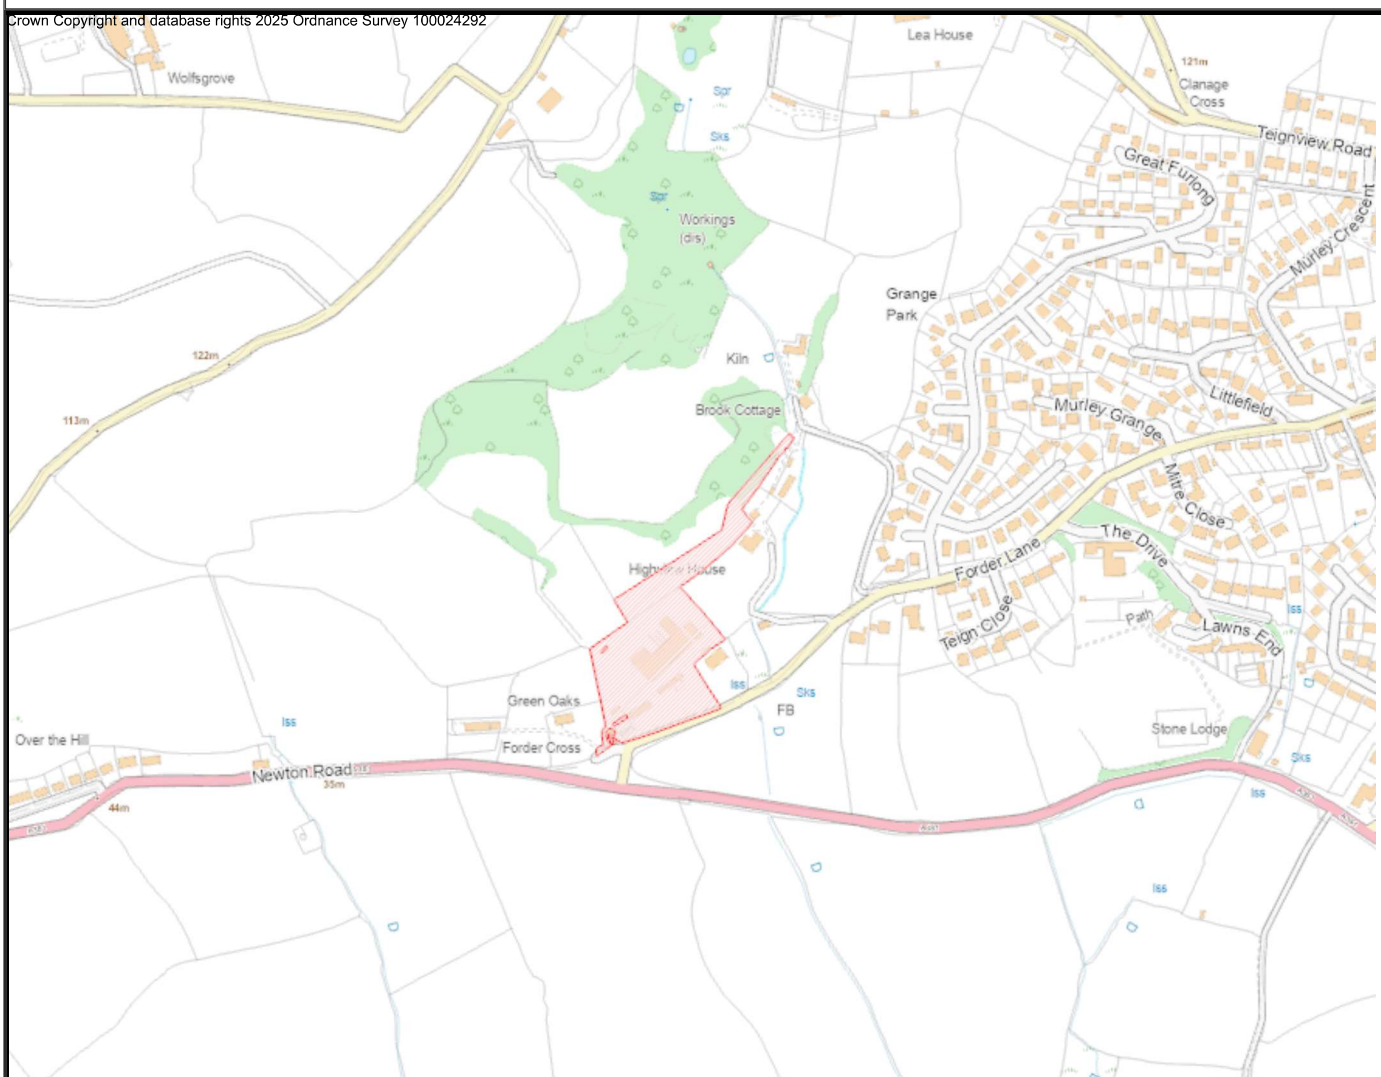 Crown Copyright and database rights 2025 Ordnance Survey 100024292
Lea House
121m
Clanage
Cross
Wolfsgrove
Spr
D
Sks
Teignview Road
Great Furlong
Spr
Workings
(dis)
Murley Crescent
Grange
Park
122m
Kiln
D
Brook Cottage
Murley Grange
Littlefield
113m
Mitre Close
The Drive
Forder Lane
Highview House
Teign Close
Path
Iss
Lawns End
Iss
Sks
D
Green Oaks
FB
Iss
D
Stone Lodge
Over the Hill
Forder Cross
Sks
Newton Road
35m
44m
Iss
D
A381
D
Iss
D
D